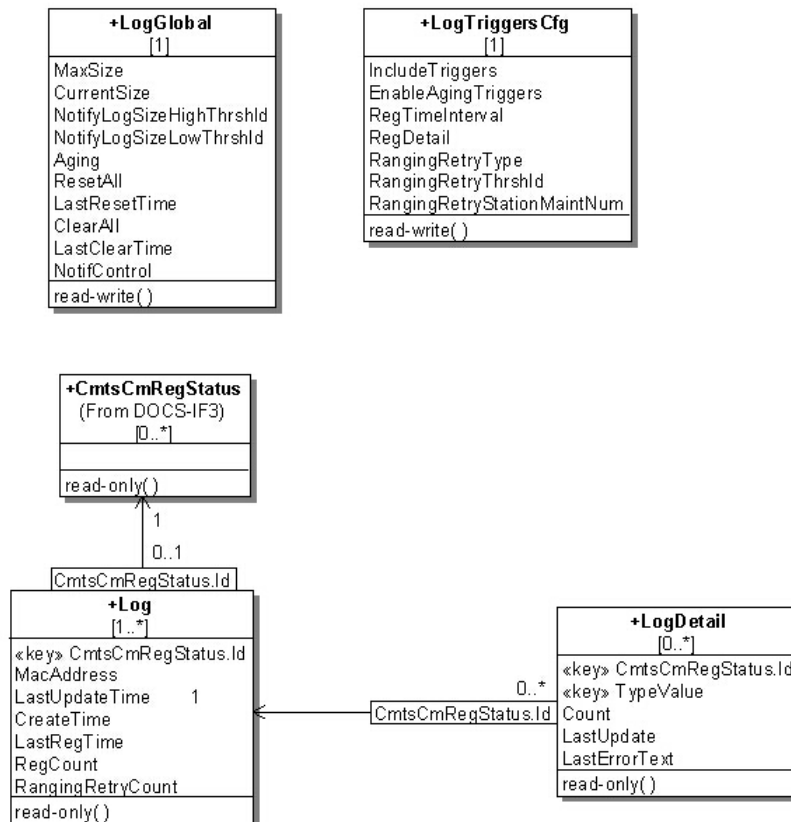 +LogGlobal
[1]
MaxSize
CurrentSize
NotifyLogSizeHighThrshld
NotifyLogSizeLowThrshld
Aging
ResetAll
LastResetTime
ClearAll
LastClearTime
NotifControl
read-write()
+LogTriggersCfg
[1]
IncludeTriggers
EnableAgingTriggers
RegTimeInterval
RegDetail
RangingRetryType
RangingRetryThrshld
RangingRetryStationMaintNum
read-write()
+CmtsCmRegStatus
(From DOCS-IF3)
[0..*]
read-only()
1
0..1
CmtsCmRegStatus.Id
+Log
[1..*]
«key» CmtsCmRegStatus.Id
MacAddress
LastUpdateTime 1
CreateTime
LastRegTime
RegCount
RangingRetryCount
read-only()
0..*
CmtsCmRegStatus.Id
+LogDetail
[0..*]
«key» CmtsCmRegStatus.Id
«key» TypeValue
Count
LastUpdate
LastErrorText
read-only()